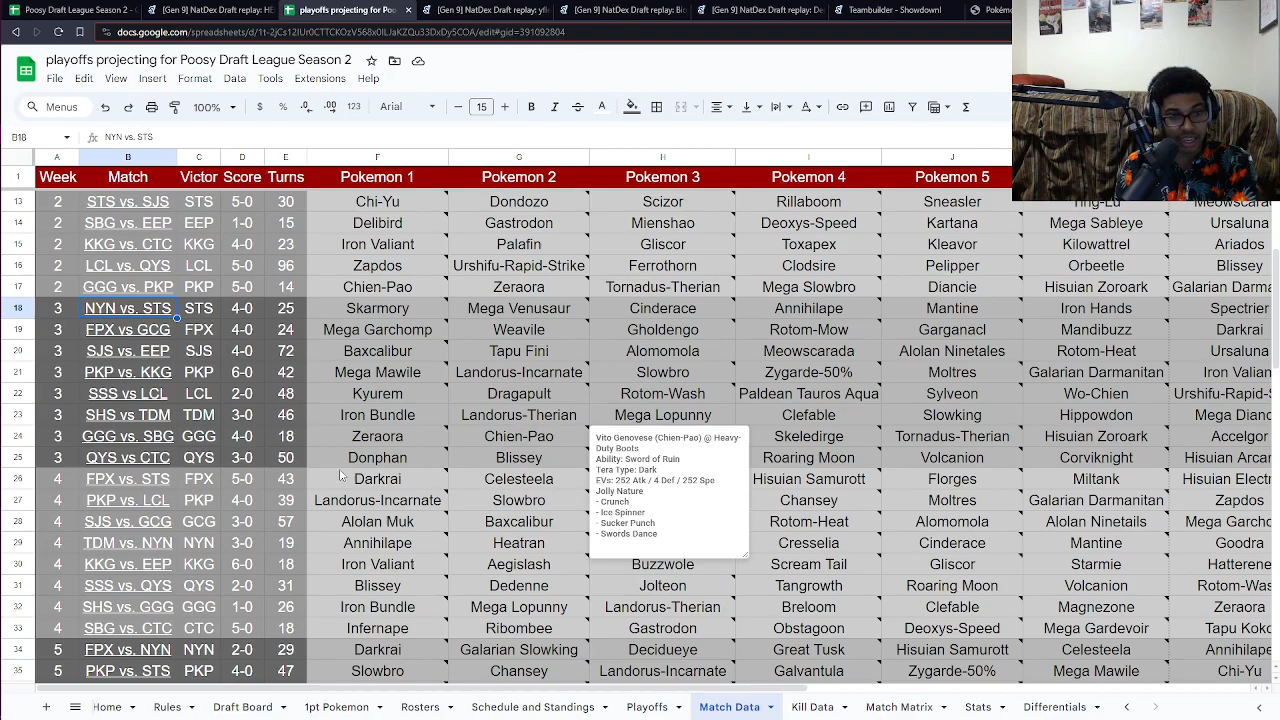 Poosy Draft League Season 2 -
[Gen 9] NatDex Draft replay: HE
playoffs projecting for Poosy D
[Gen 9] NatDex Draft replay: yfle
[Gen 9] NatDex Draft replay: Bio
Teambuilder - Showdown!
Pokém
docs.google.com/spreadsheets/d/1t-2jCs12IUr0CTTCKOzV568x0ILJaKZQu33DxDy5COA/edit#gid=391092804
playoffs projecting for Poosy Draft League Season 2
File Edit View Insert Format Data Tools Extensions Help
Menus 100% $ % .0 .00 123 Arial 15 B I A
B18 fx NYN vs. STS
A B C D E F G H I J
1 Week Match Victor Score Turns Pokemon 1 Pokemon 2 Pokemon 3 Pokemon 4 Pokemon 5
13 2 STS vs. SJS STS 5-0 30 Chi-Yu Dondozo Scizor Rillaboom Sneasler Ting-Lu Meowscara
14 2 SBG vs. EEP EEP 1-0 15 Delibird Gastrodon Mienshao Deoxys-Speed Kartana Mega Sableye Ursaluna
15 2 KKG vs. CTC KKG 4-0 23 Iron Valiant Palafin Gliscor Toxapex Kleavor Kilowattrel Ariados
16 2 LCL vs. QYS LCL 5-0 96 Zapdos Urshifu-Rapid-Strike Ferrothorn Clodsire Pelipper Orbeetle Blissey
17 2 GGG vs. PKP PKP 5-0 14 Chien-Pao Zeraora Tornadus-Therian Mega Slowbro Diancie Hisuian Zoroark Galarian Darma
18 3 NYN vs. STS STS 4-0 25 Skarmory Mega Venusaur Cinderace Annihilape Mantine Iron Hands Spectrier
19 3 FPX vs GCG FPX 4-0 24 Mega Garchomp Weavile Gholdengo Rotom-Mow Garganacl Mandibuzz Darkrai
20 3 SJS vs. EEP SJS 4-0 72 Baxcalibur Tapu Fini Alomomola Meowscarada Alolan Ninetales Rotom-Heat Ursaluna
21 3 PKP vs. KKG PKP 6-0 42 Mega Mawile Landorus-Incarnate Slowbro Zygarde-50% Moltres Galarian Darmanitan Iron Valian
22 3 SSS vs LCL LCL 2-0 48 Kyurem Dragapult Rotom-Wash Paldean Tauros Aqua Sylveon Wo-Chien Urshifu-Rapid-S
23 3 SHS vs TDM TDM 3-0 46 Iron Bundle Landorus-Therian Mega Lopunny Clefable Slowking Hippowdon Mega Dianc
24 3 GGG vs. SBG GGG 4-0 18 Zeraora Chien-Pao Skeledirge Tornadus-Therian Hisuian Zoroark Accelgor
25 3 QYS vs CTC QYS 3-0 50 Donphan Blissey Roaring Moon Volcanion Corviknight Hisuian Arcan
26 4 FPX vs. STS FPX 5-0 43 Darkrai Celesteela Hisuian Samurott Florges Miltank Hisuian Elect
27 4 PKP vs. LCL PKP 4-0 39 Landorus-Incarnate Slowbro Chansey Moltres Galarian Darmanitan Zapdos
28 4 SJS vs. GCG GCG 3-0 57 Alolan Muk Baxcalibur Rotom-Heat Alomomola Alolan Ninetails Mega Garcho
29 4 TDM vs. NYN NYN 3-0 19 Annihilape Heatran Cresselia Cinderace Mantine Goodra
30 4 KKG vs. EEP KKG 6-0 18 Iron Valiant Aegislash Buzzwole Scream Tail Gliscor Starmie Hatterene
31 4 SSS vs. QYS QYS 2-0 31 Blissey Dedenne Jolteon Tangrowth Roaring Moon Volcanion Rotom-Was
32 4 SHS vs. GGG GGG 1-0 26 Iron Bundle Mega Lopunny Landorus-Therian Breloom Clefable Magnezone Zeraora
33 4 SBG vs. CTC CTC 5-0 18 Infernape Ribombee Gastrodon Obstagoon Deoxys-Speed Mega Gardevoir Tapu Koko
34 5 FPX vs. NYN NYN 2-0 29 Darkrai Galarian Slowking Decidueye Great Tusk Hisuian Samurott Celesteela Mega Venus
35 5 PKP vs. STS PKP 4-0 47 Slowbro Chansey Landorus-Incarnate Galvantula Zygarde-50% Mega Mawile Chi-Yu
Vito Genovese (Chien-Pao) @ Heavy-
Duty Boots
Ability: Sword of Ruin
Tera Type: Dark
EVs: 252 Atk / 4 Def / 252 Spe
Jolly Nature
- Crunch
- Ice Spinner
- Sucker Punch
- Swords Dance
Home Rules Draft Board 1pt Pokemon Rosters Schedule and Standings Playoffs Match Data Kill Data Match Matrix Stats Differentials